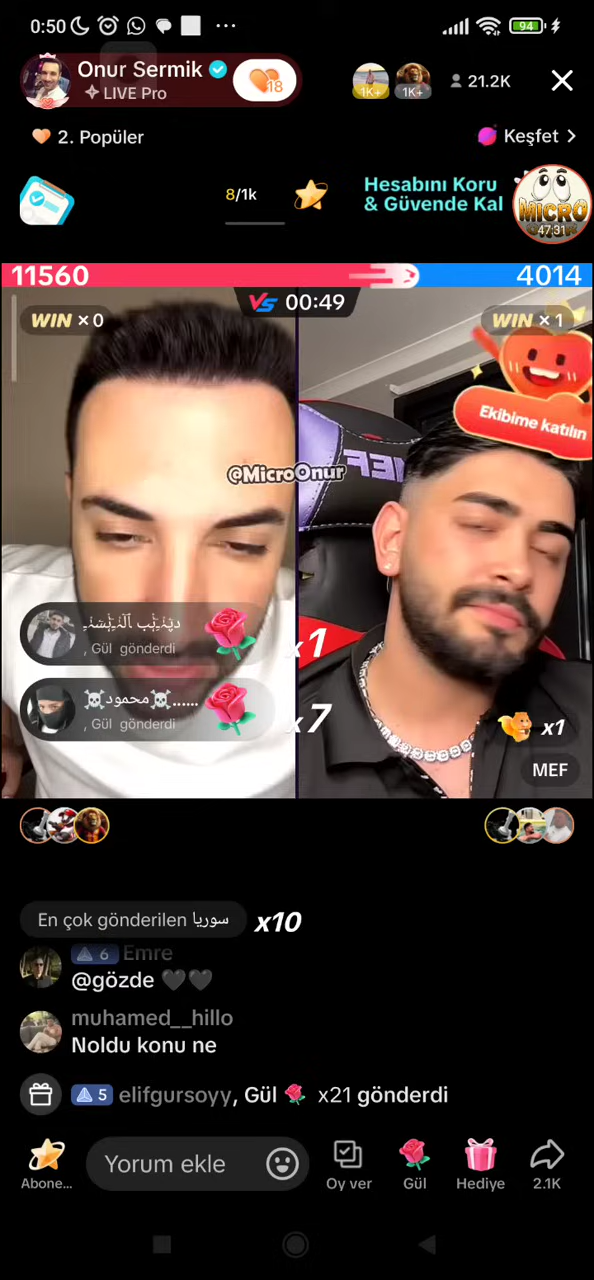 0:50
94
Onur Sermik
LIVE Pro
18
1K+
1K+
21.2K
2. Popüler
Keşfet
8/1k
Hesabını Koru
& Güvende Kal
MICRO
47:31
11560
4014
VS 00:49
WIN × 0
WIN × 1
Ekibime katılın
@MicroOnur
, Gül gönderdi
x1
☠️محمود☠️......
, Gül gönderdi
x7
x1
MEF
En çok gönderilen سوريا x10
6 Emre
@gözde 🖤🖤
muhamed__hillo
Noldu konu ne
5 elifgursoyy, Gül 🌹 x21 gönderdi
Abone...
Yorum ekle
Oy ver
Gül
Hediye
2.1K